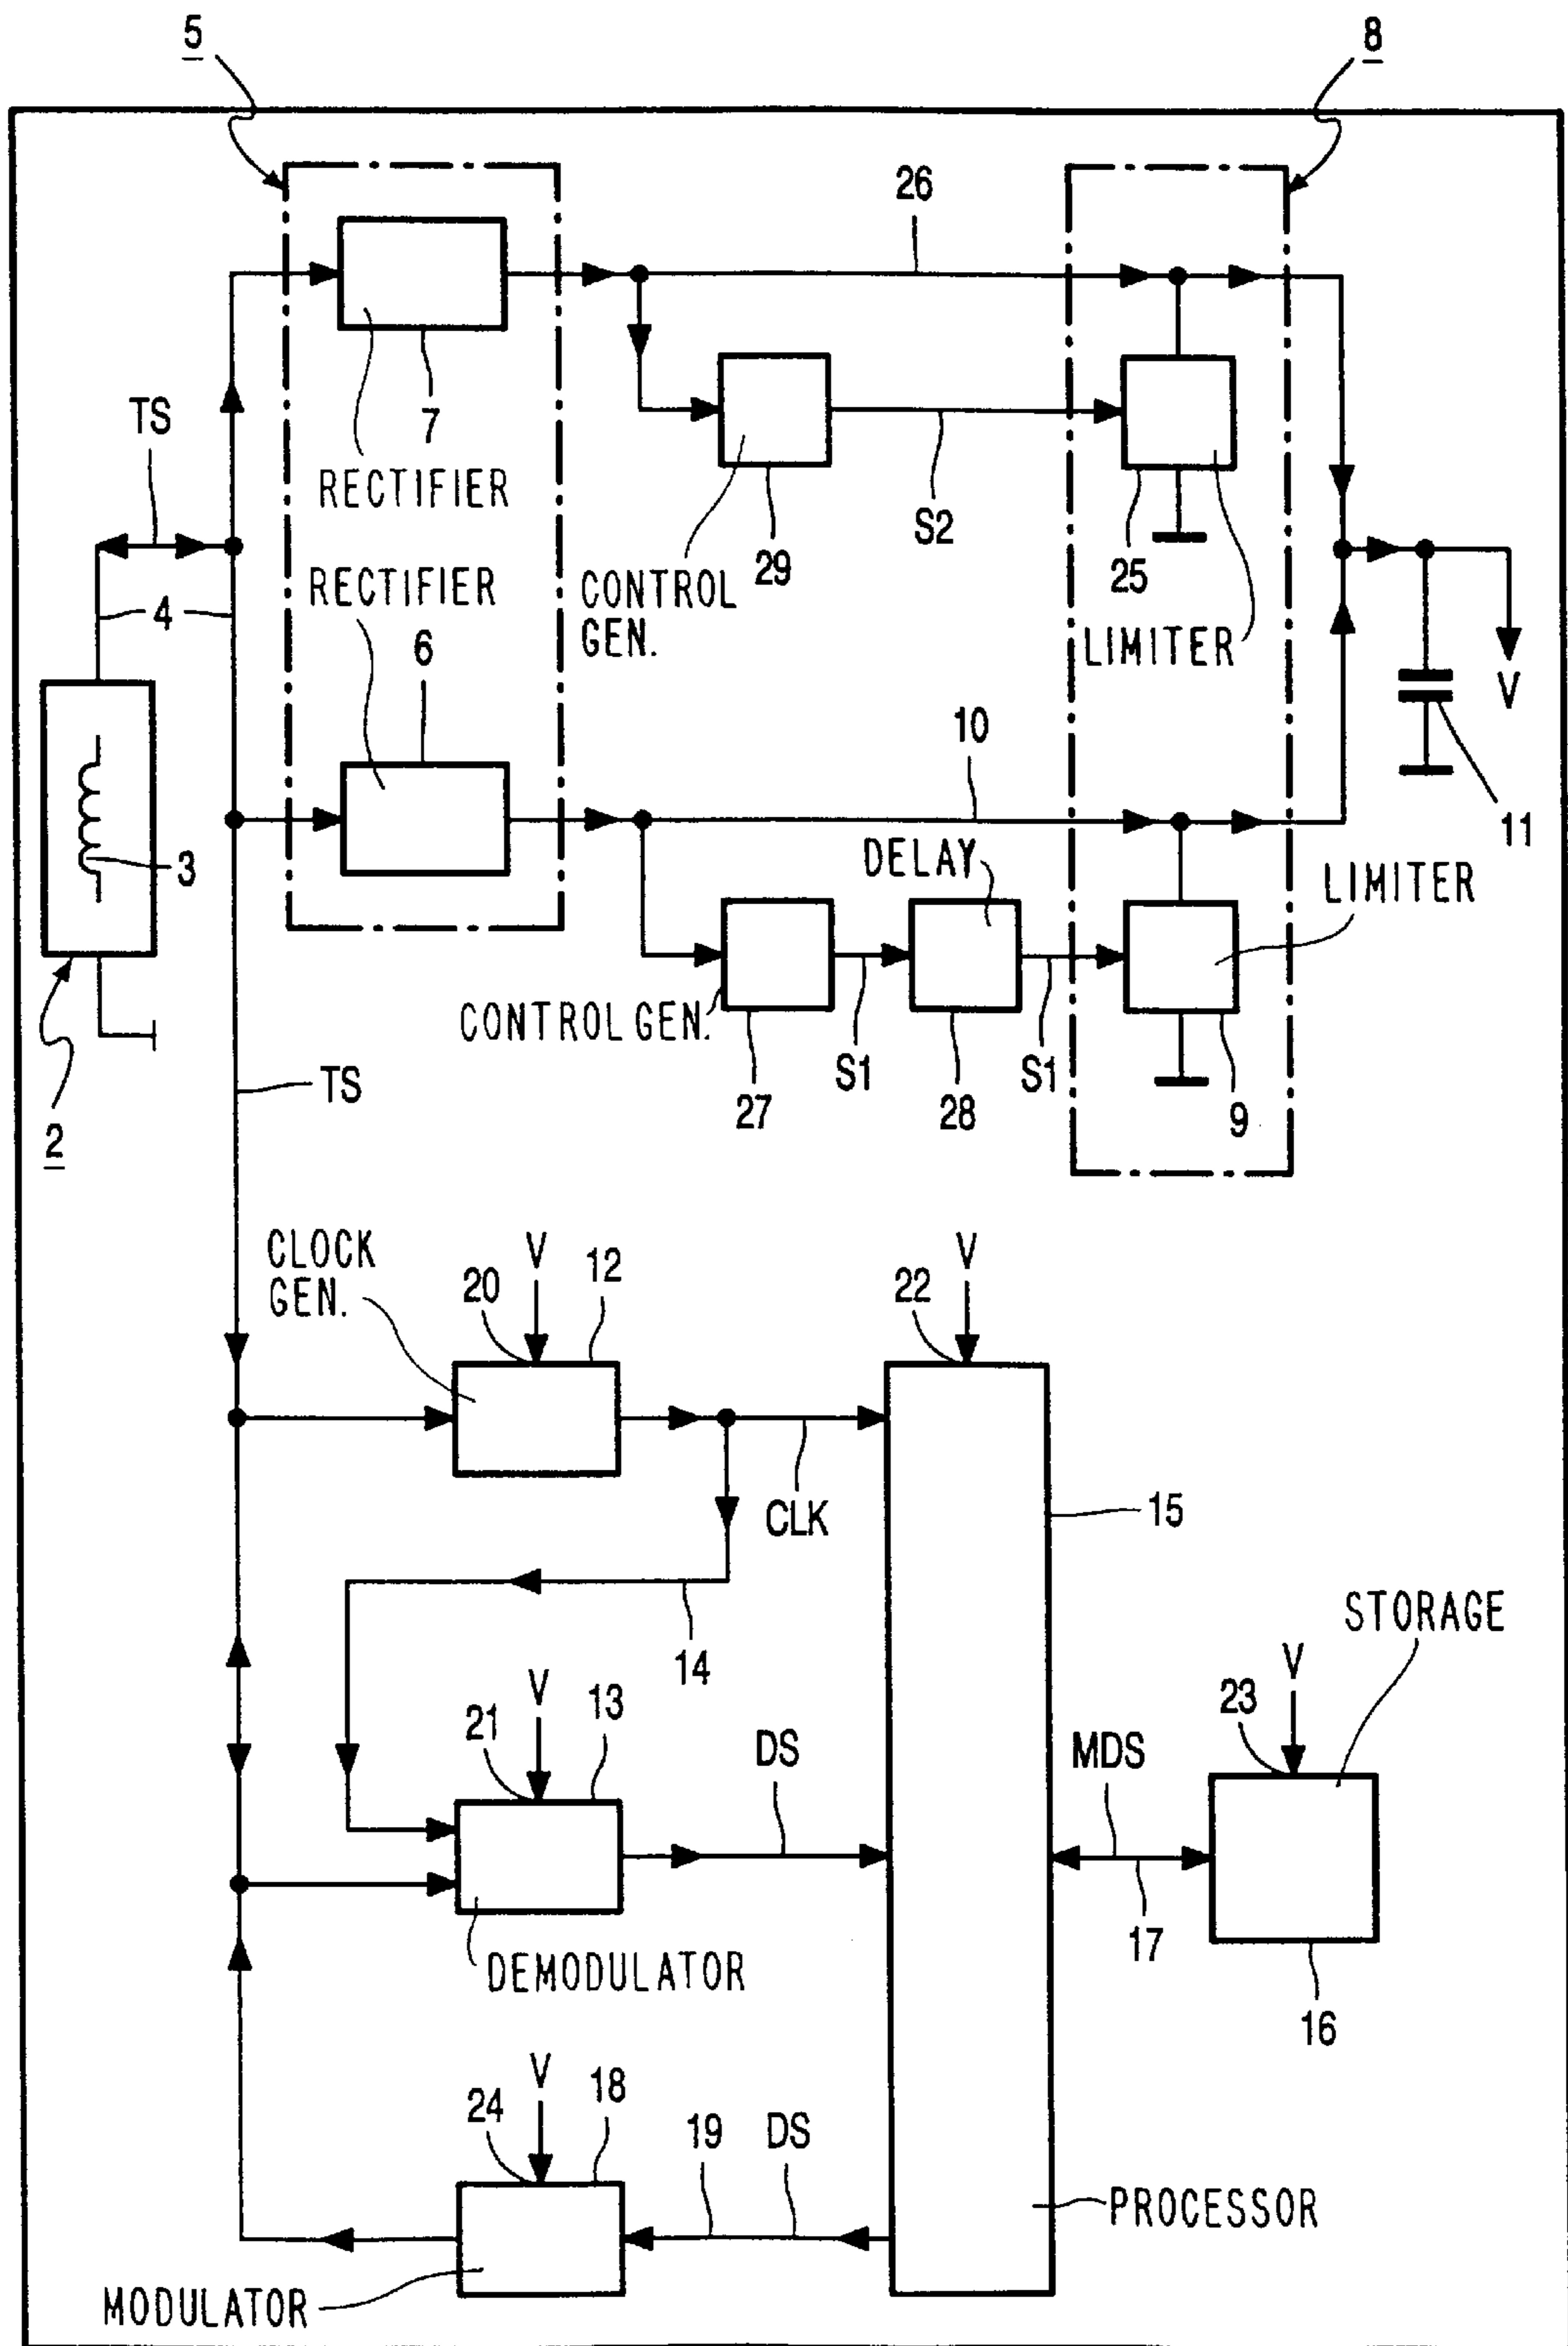 5
8
26
7
TS
RECTIFIER
S2
29
25
RECTIFIER
CONTROL
GEN.
4
LIMITER
6
V
10
11
3
DELAY
LIMITER
CONTROL GEN.
S1
S1
TS
27
28
9
2
CLOCK
GEN.
V
12
20
V
22
CLK
15
14
STORAGE
V
13
21
DS
MDS
V
23
17
DEMODULATOR
16
V
18
24
19
DS
PROCESSOR
MODULATOR